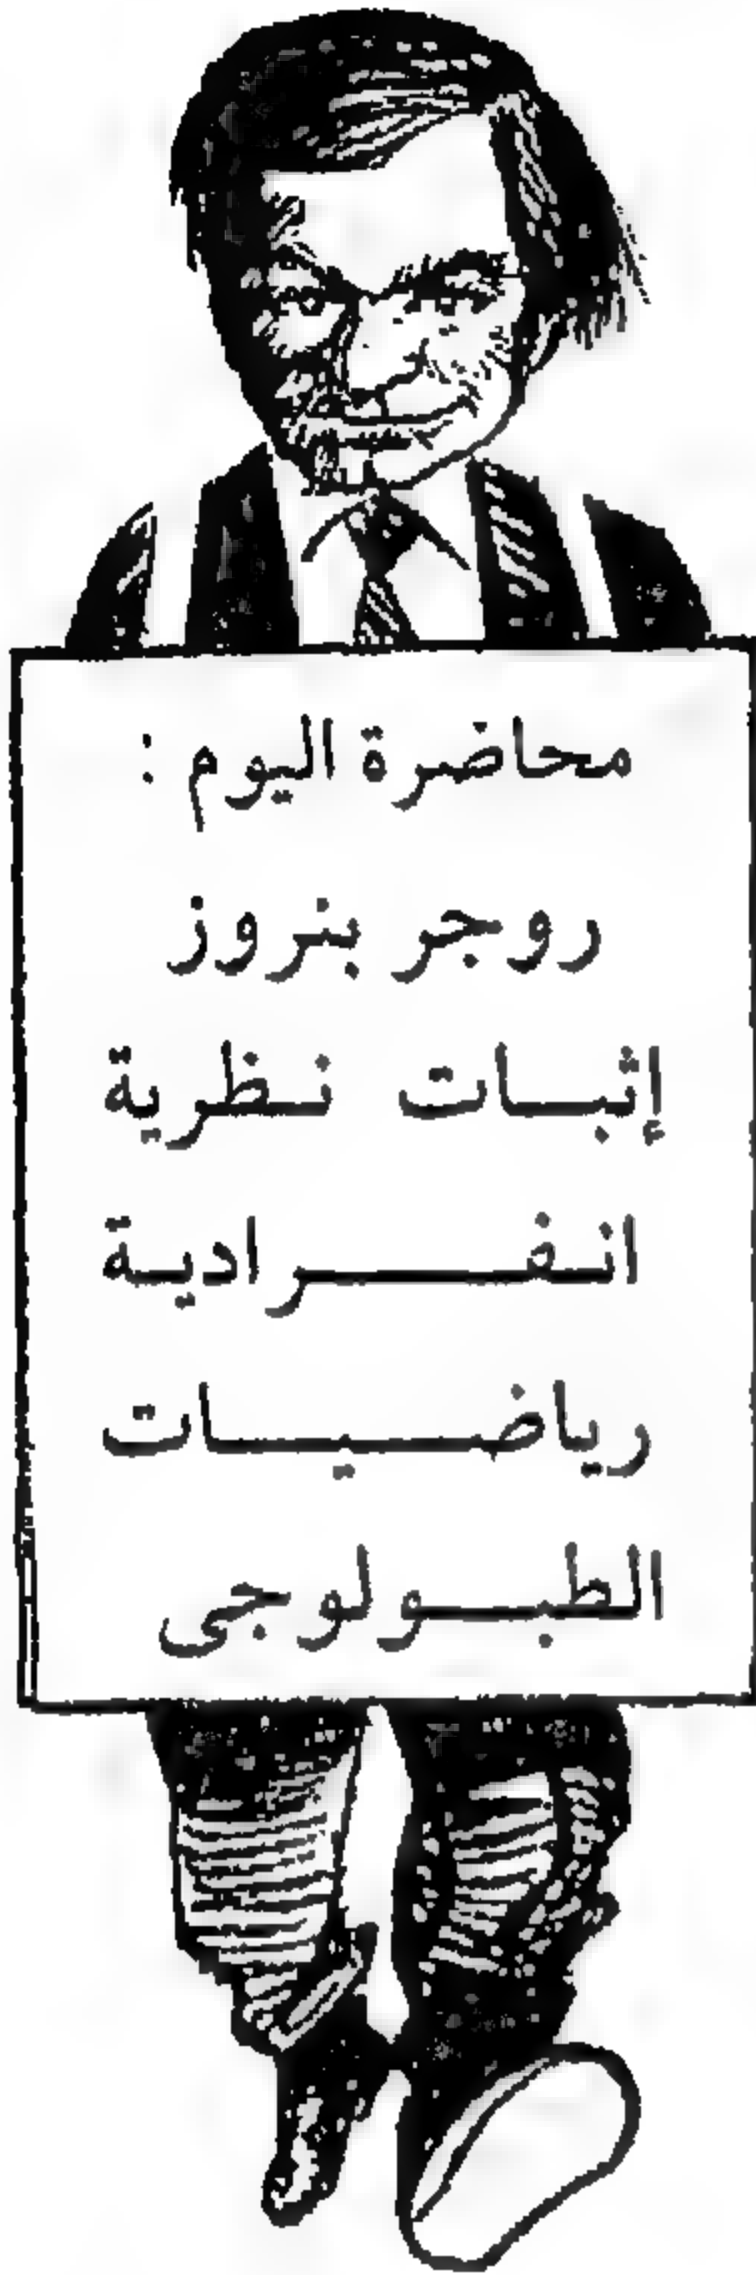 محاضرة اليوم :
روجر بنروز
إثبات نظرية
انفرادية
رياضيات
الطبولوجى